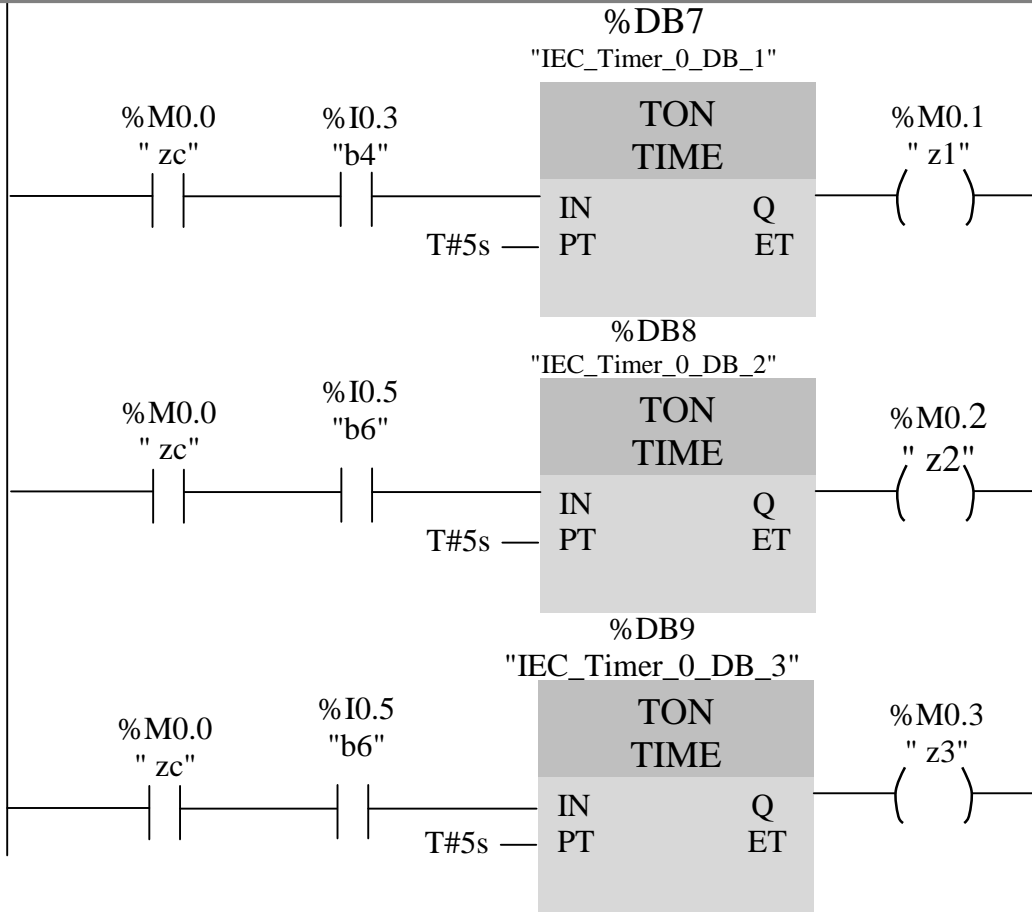 %DB7
"IEC_Timer_0_DB_1"
%M0.0 %I0.3 TON %M0.1
" zc" "b4" TIME " z1"
IN Q
T#5s PT ET
%DB8
"IEC_Timer_0_DB_2"
%M0.0 %I0.5 TON %M0.2
" zc" "b6" TIME " z2"
IN Q
T#5s PT ET
%DB9
"IEC_Timer_0_DB_3"
%M0.0 %I0.5 TON %M0.3
" zc" "b6" TIME " z3"
IN Q
T#5s PT ET